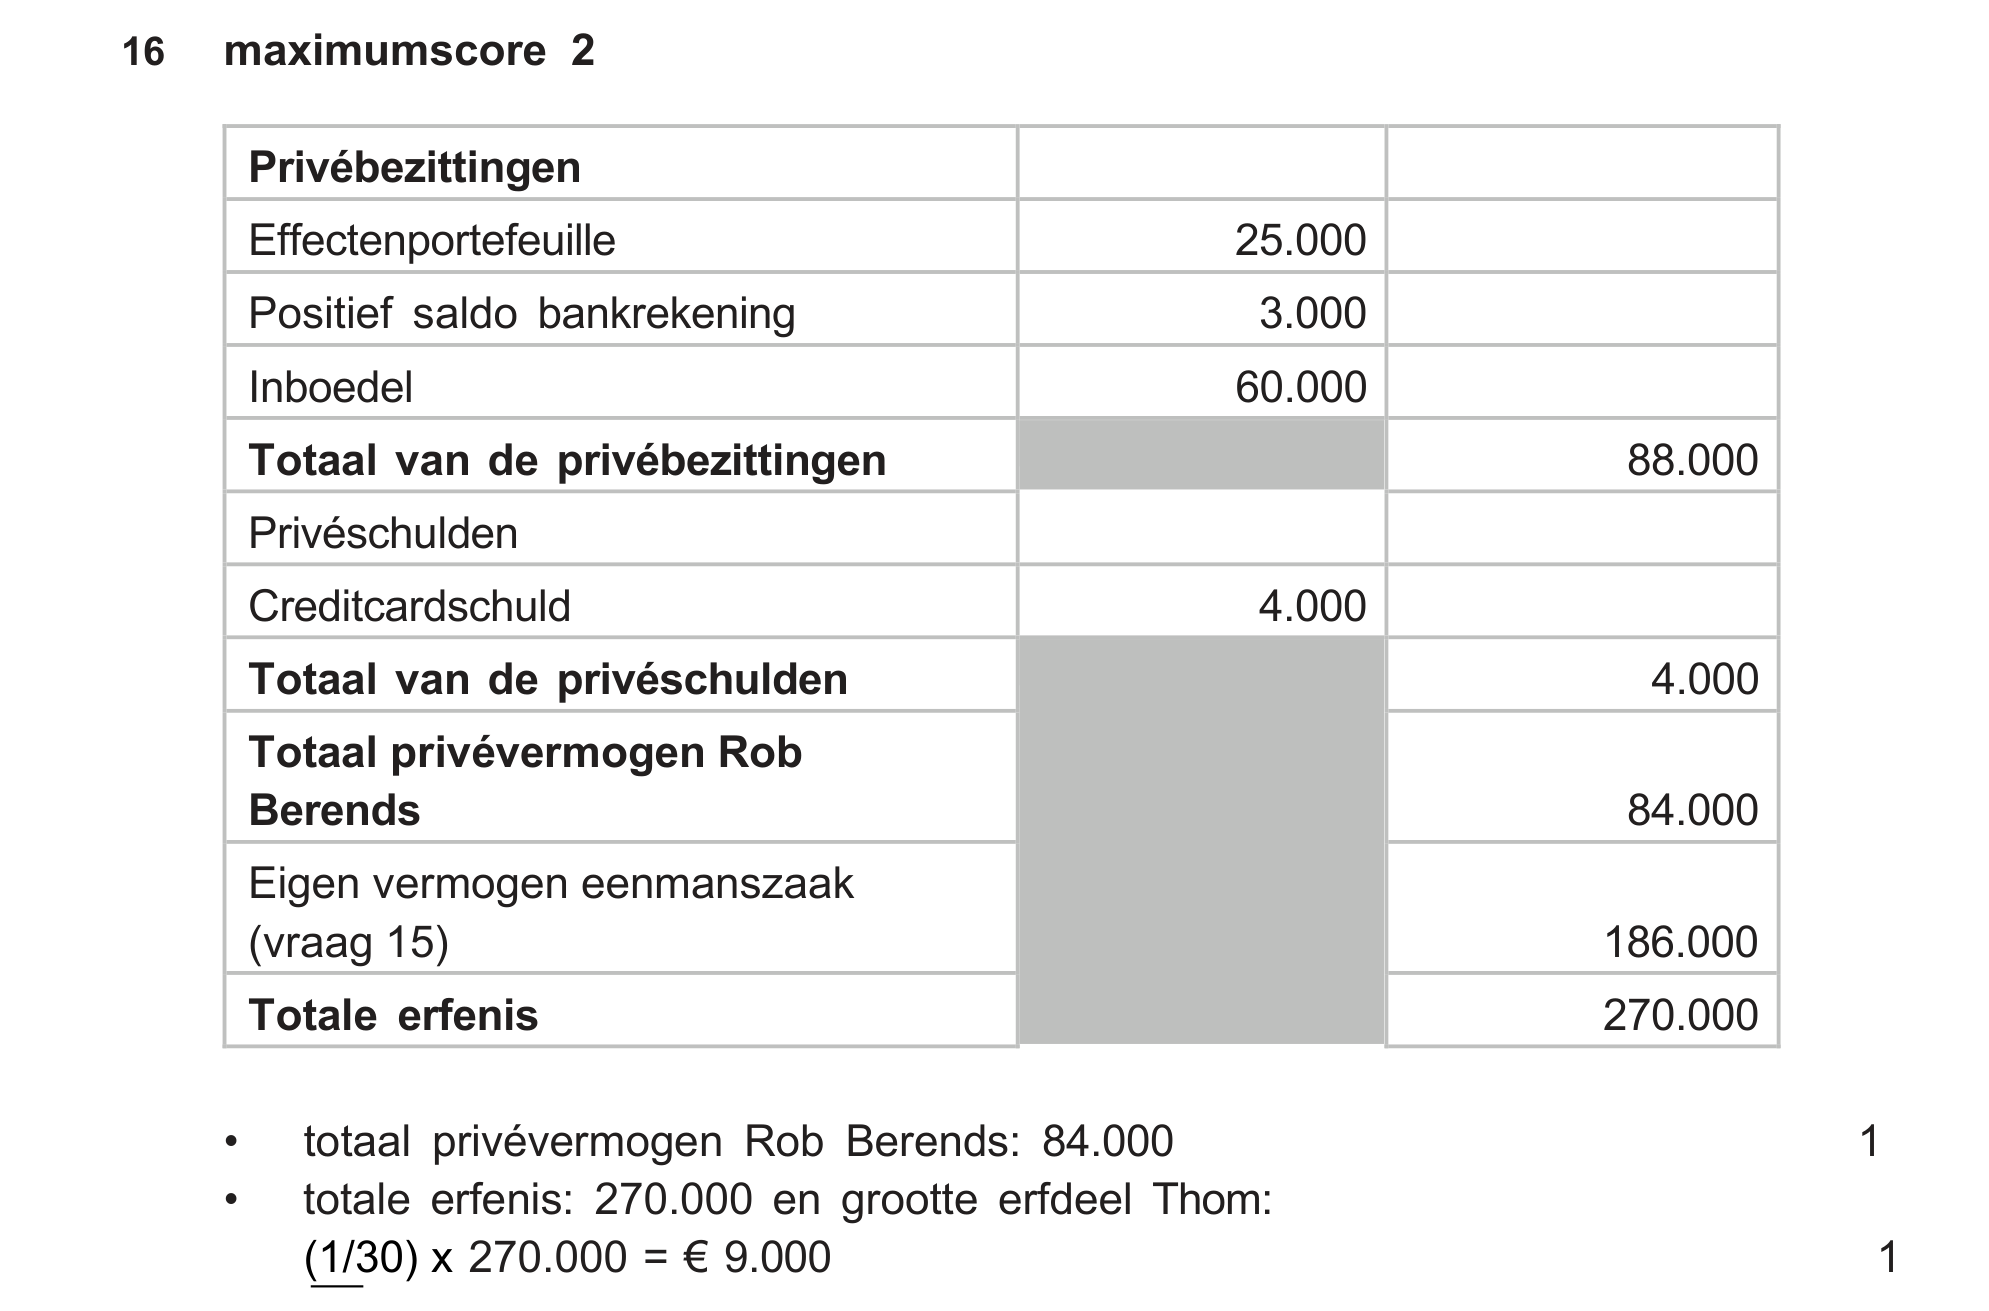 16 maximumscore 2
Privébezittingen
Effectenportefeuille 25.000
Positief saldo bankrekening 3.000
Inboedel 60.000
Totaal van de privébezittingen 88.000
Privéschulden
Creditcardschuld 4.000
Totaal van de privéschulden 4.000
Totaal privévermogen Rob
Berends 84.000
Eigen vermogen eenmanszaak
(vraag 15) 186.000
Totale erfenis 270.000
• totaal privévermogen Rob Berends: 84.000 1
• totale erfenis: 270.000 en grootte erfdeel Thom:
(1/30) x 270.000 = € 9.000 1